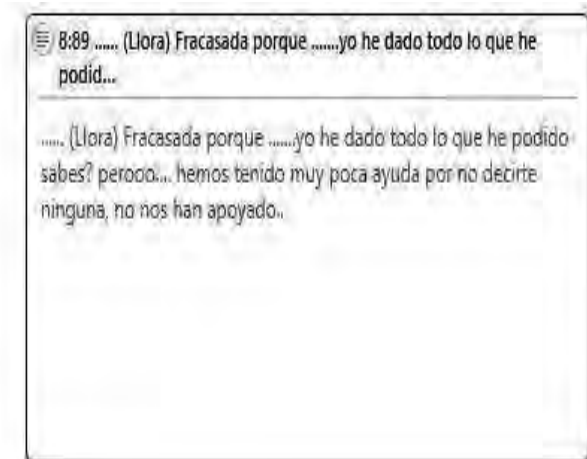 8:89 ...... (Llora) Fracasada porque .......yo he dado todo lo que he
podid...
...... (Llora) Fracasada porque ......yo he dado todo lo que he podido
sabes? perooo.... hemos tenido muy poca ayuda por no decirte
ninguna, no nos han apoyado..